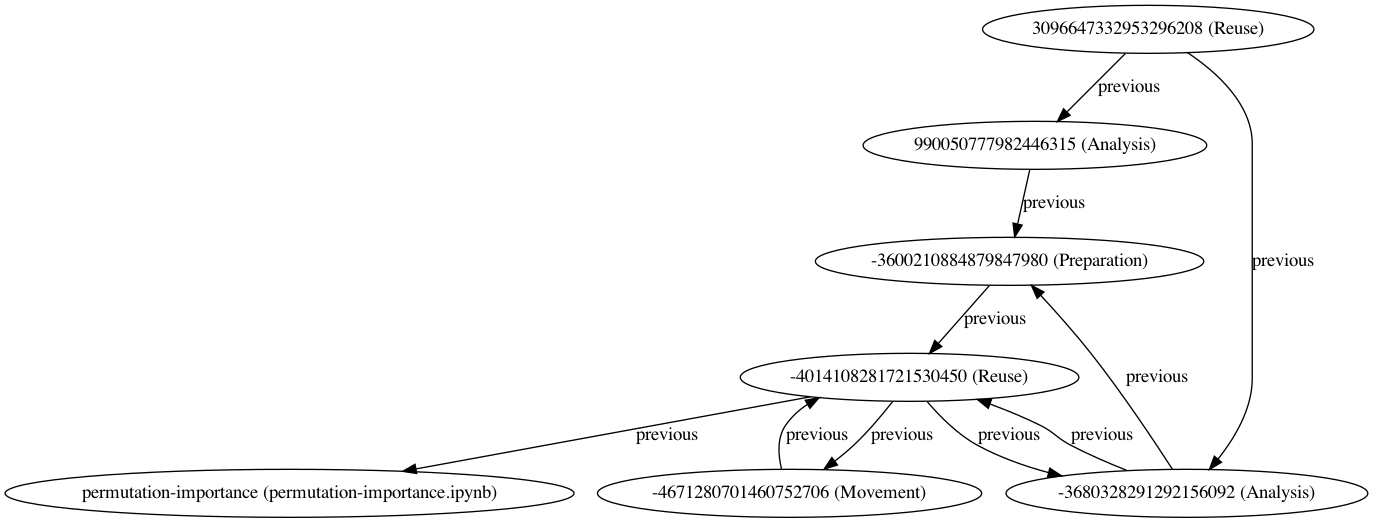 3096647332953296208 (Reuse)
previous
990050777982446315 (Analysis)
previous
-3600210884879847980 (Preparation)
previous
previous
-4014108281721530450 (Reuse)
previous
previous
previous
previous
previous
previous
permutation-importance (permutation-importance.ipynb)
-4671280701460752706 (Movement)
-3680328291292156092 (Analysis)